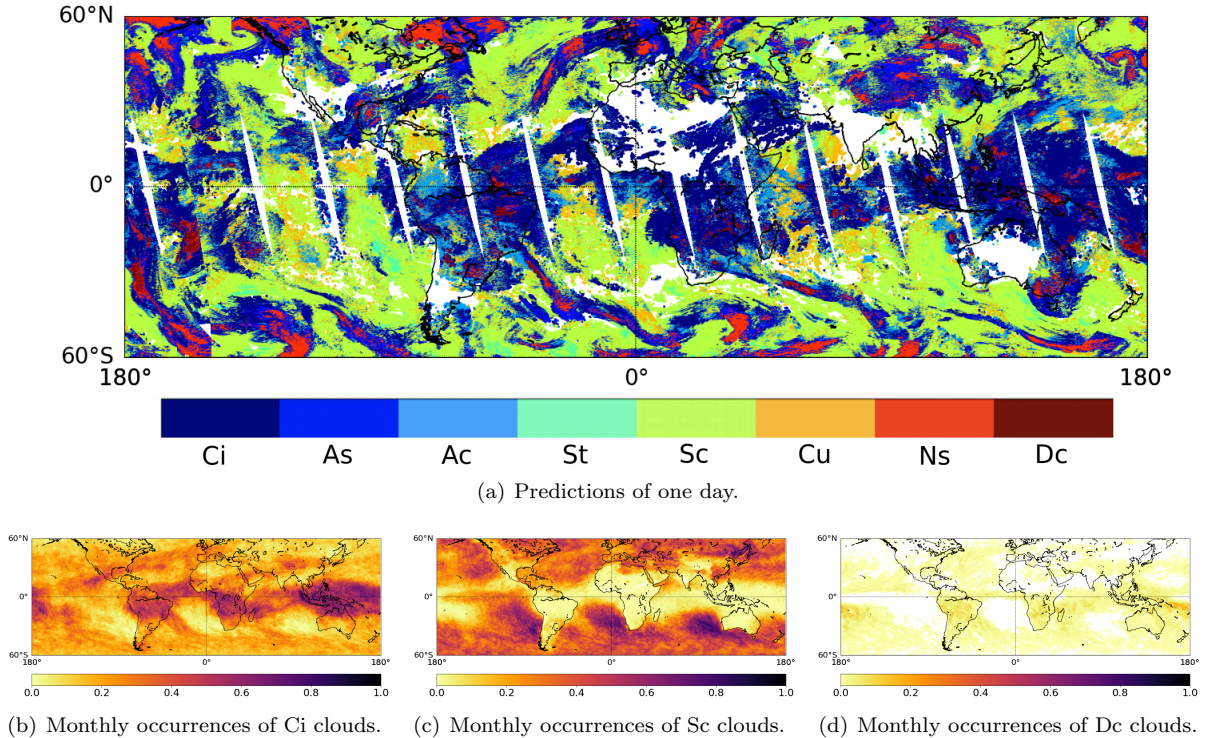 60°N
0°
60°S
180° 0° 180°
Ci As Ac St Sc Cu Ns Dc
(a) Predictions of one day.
60°N
0°
60°S
180° 0° 180°
0.0 0.2 0.4 0.6 0.8 1.0
(b) Monthly occurrences of Ci clouds.
60°N
0°
60°S
180° 0° 180°
0.0 0.2 0.4 0.6 0.8 1.0
(c) Monthly occurrences of Sc clouds.
60°N
0°
60°S
180° 0° 180°
0.0 0.2 0.4 0.6 0.8 1.0
(d) Monthly occurrences of Dc clouds.